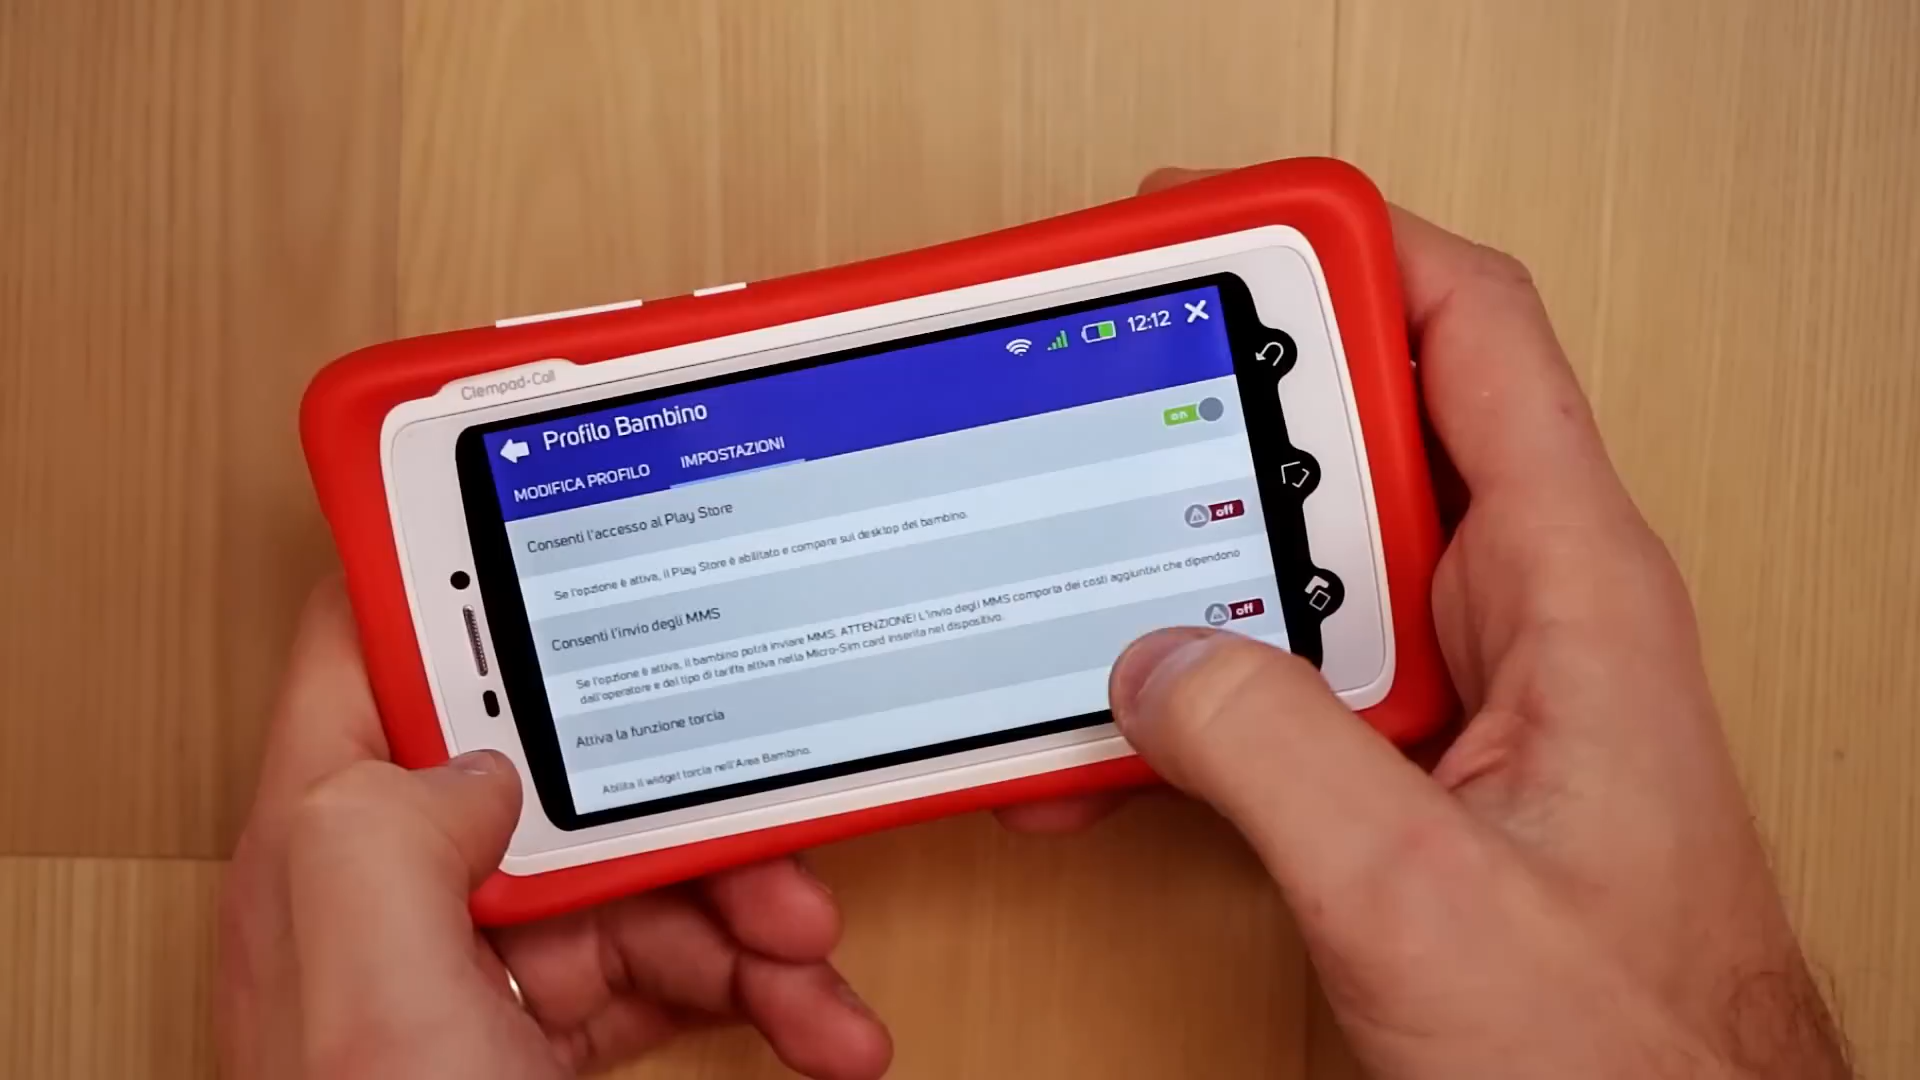 Clempad-Call
12:12
Profilo Bambino
MODIFICA PROFILO
IMPOSTAZIONI
Consenti l'accesso al Play Store
on
Se l'opzione è attiva, il Play Store è abilitato e compare sul desktop del bambino.
Consenti l'invio degli MMS
off
Se l'opzione è attiva, il bambino potrà inviare MMS. ATTENZIONE! L'invio degli MMS comporta dei costi aggiuntivi che dipendono
dall'operatore e dal tipo di tariffa attiva nella Micro-Sim card inserita nel dispositivo.
Attiva la funzione torcia
off
Abilita il widget torcia nell'Area Bambino.